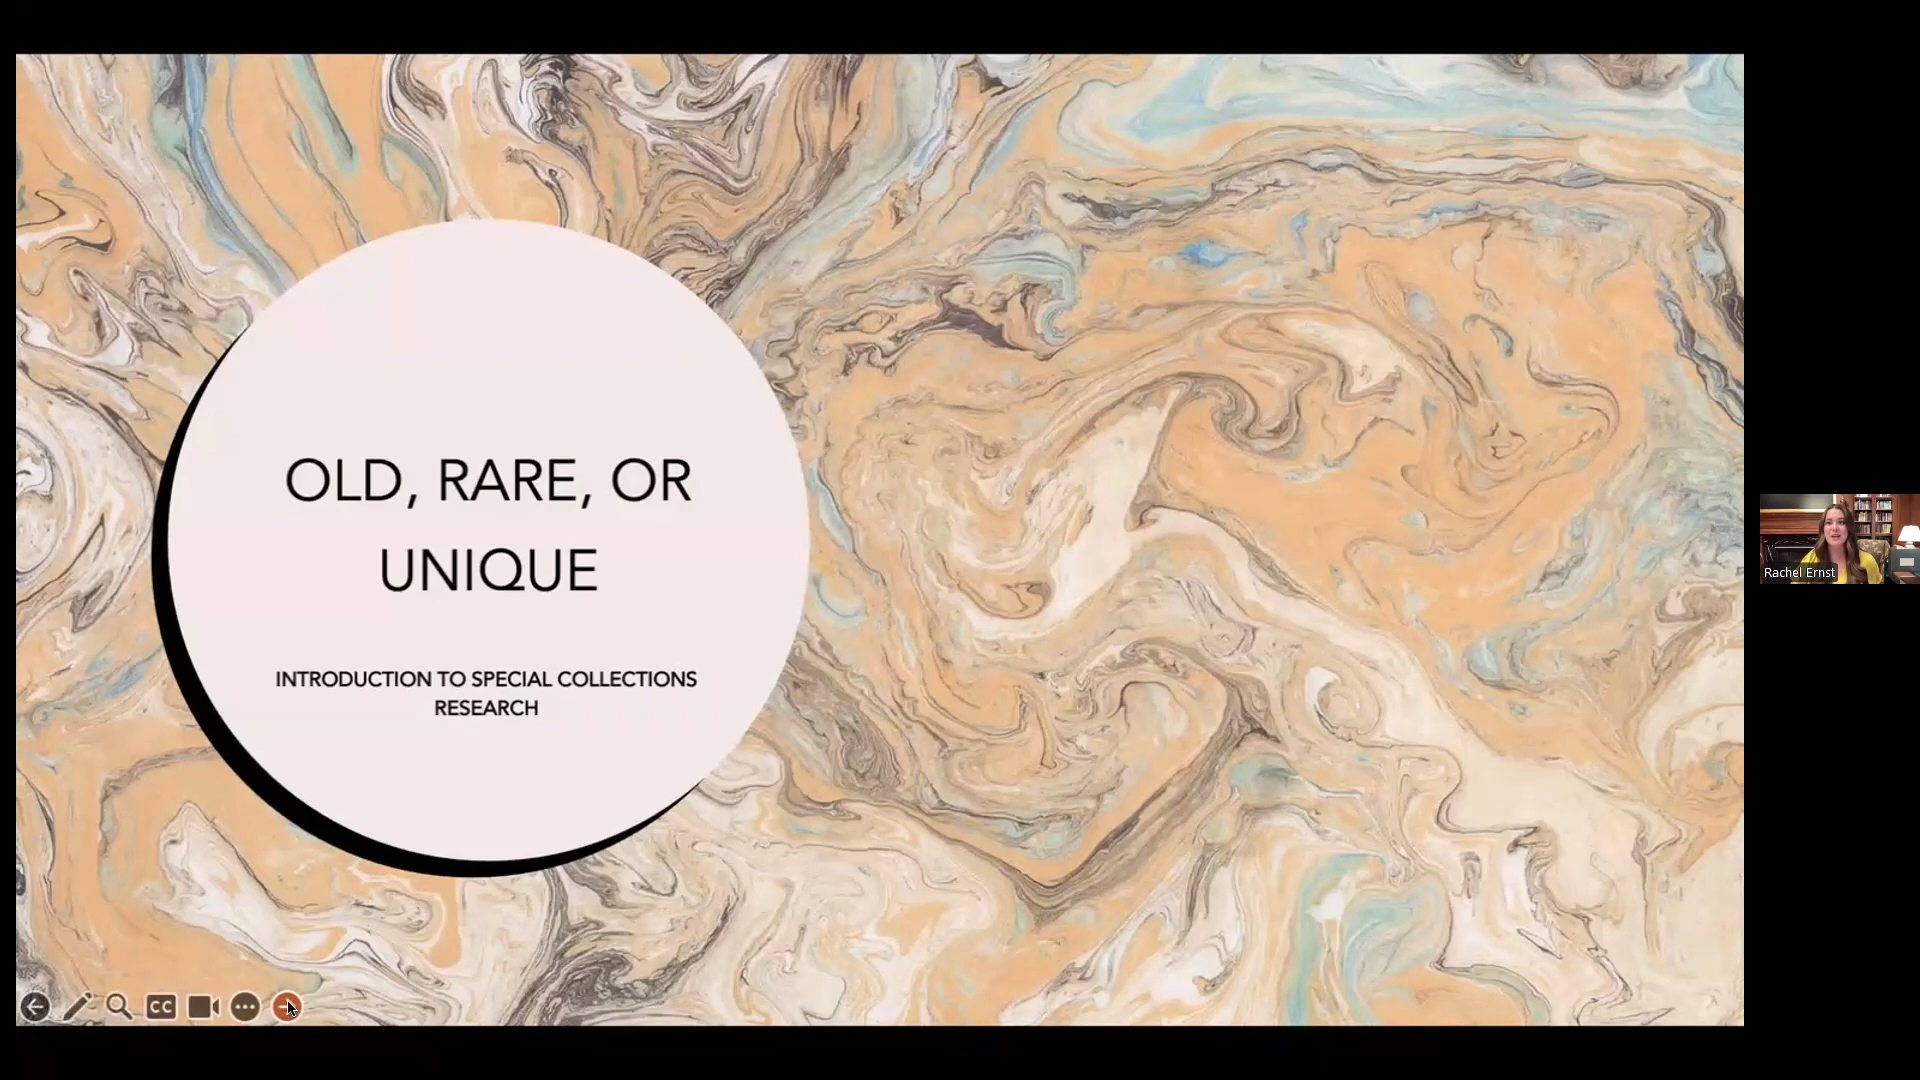 OLD, RARE, OR
UNIQUE
INTRODUCTION TO SPECIAL COLLECTIONS
RESEARCH
CC
Rachel Ernst